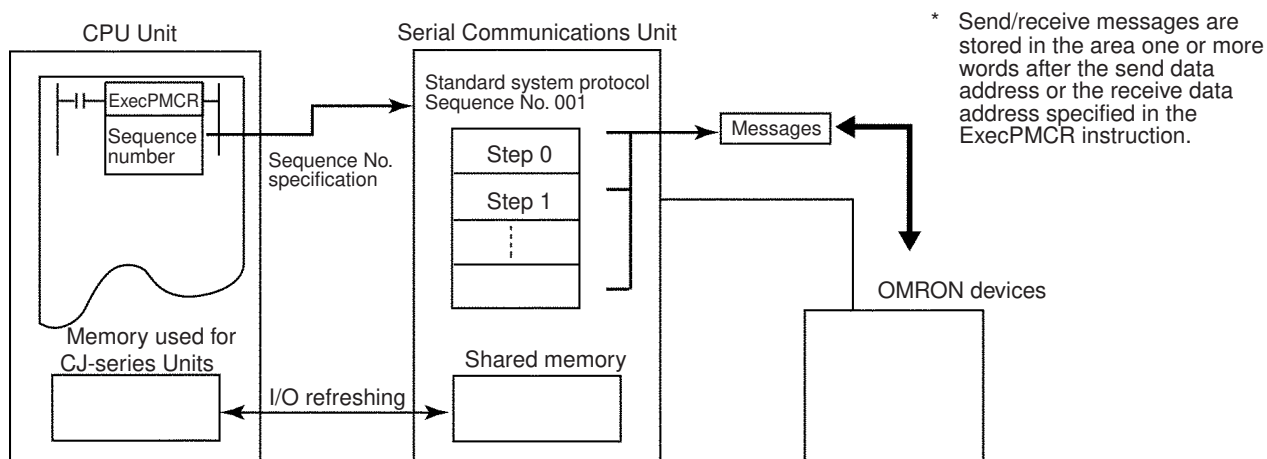 CPU Unit
ExecPMCR
Sequence
number
Sequence No.
specification
Memory used for
CJ-series Units
I/O refreshing
Serial Communications Unit
Standard system protocol
Sequence No. 001
Step 0
Step 1
Shared memory
Messages
OMRON devices
* Send/receive messages are
stored in the area one or more
words after the send data
address or the receive data
address specified in the
ExecPMCR instruction.